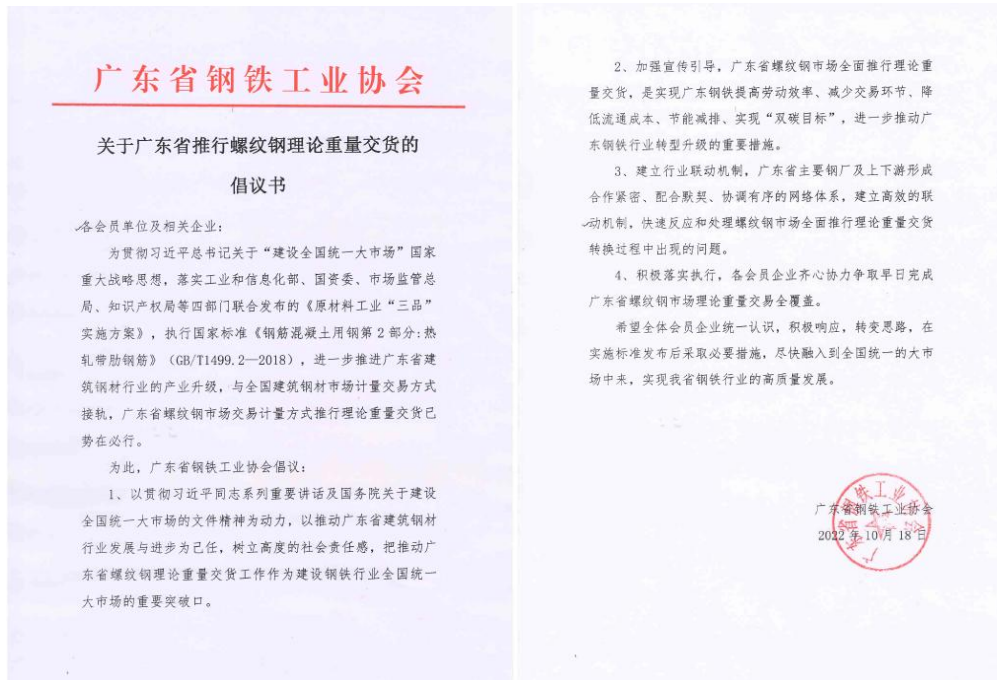 广东省钢铁工业协会
关于广东省推行螺纹钢理论重量交货的
倡议书
各会员单位及相关企业：
为贯彻习近平总书记关于“建设全国统一大市场”国家
重大战略思想，落实工业和信息化部、国资委、市场监管总
局、知识产权局等四部门联合发布的《原材料工业“三品”
实施方案》，执行国家标准《钢筋混凝土用钢第2部分:热
轧带肋钢筋》（GB/T1499.2—2018），进一步推进广东省建
筑钢材行业的产业升级，与全国建筑钢材市场计量交易方式
接轨，广东省螺纹钢市场交易计量方式推行理论重量交货已
势在必行。
为此，广东省钢铁工业协会倡议：
1、以贯彻习近平同志系列重要讲话及国务院关于建设
全国统一大市场的文件精神为动力，以推动广东省建筑钢材
行业发展与进步为己任，树立高度的社会责任感，把推动广
东省螺纹钢理论重量交货工作作为建设钢铁行业全国统一
大市场的重要突破口。
2、加强宣传引导，广东省螺纹钢市场全面推行理论重
量交货，是实现广东钢铁提高劳动效率、减少交易环节、降
低流通成本、节能减排、实现“双碳目标”，进一步推动广
东钢铁行业转型升级的重要措施。
3、建立行业联动机制，广东省主要钢厂及上下游形成
合作紧密、配合默契、协调有序的网络体系，建立高效的联
动机制，快速反应和处理螺纹钢市场全面推行理论重量交货
转换过程中出现的问题。
4、积极落实执行，各会员企业齐心协力争取早日完成
广东省螺纹钢市场理论重量交易全覆盖。
希望全体会员企业统一认识，积极响应，转变思路，在
实施标准发布后采取必要措施，尽快融入到全国统一的大市
场中来，实现我省钢铁行业的高质量发展。
广东省钢铁工业协会
2022年10月18日
广东省钢铁工业协会